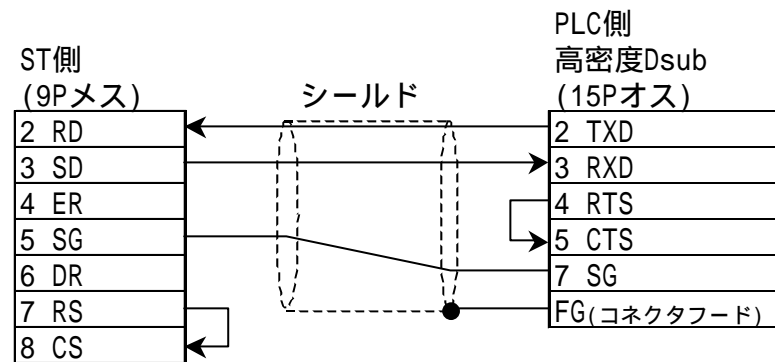 ST側
(9Pメス)
シールド
PLC側
高密度Dsub
(15Pオス)
2 RD
3 SD
4 ER
5 SG
6 DR
7 RS
8 CS
2 TXD
3 RXD
4 RTS
5 CTS
7 SG
FG(コネクタフード)